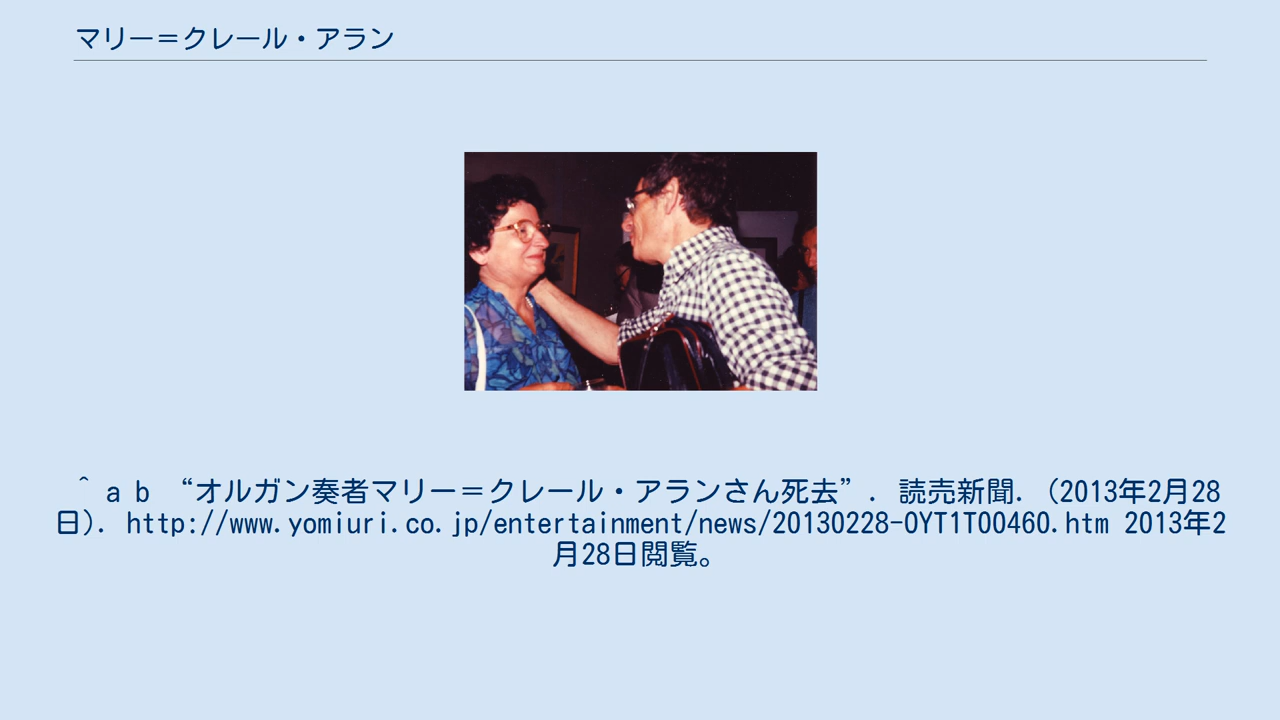 マリー＝クレール・アラン
^ a b “オルガン奏者マリー＝クレール・アランさん死去”. 読売新聞. (2013年2月28
日). http://www.yomiuri.co.jp/entertainment/news/20130228-OYT1T00460.htm 2013年2
月28日閲覧。